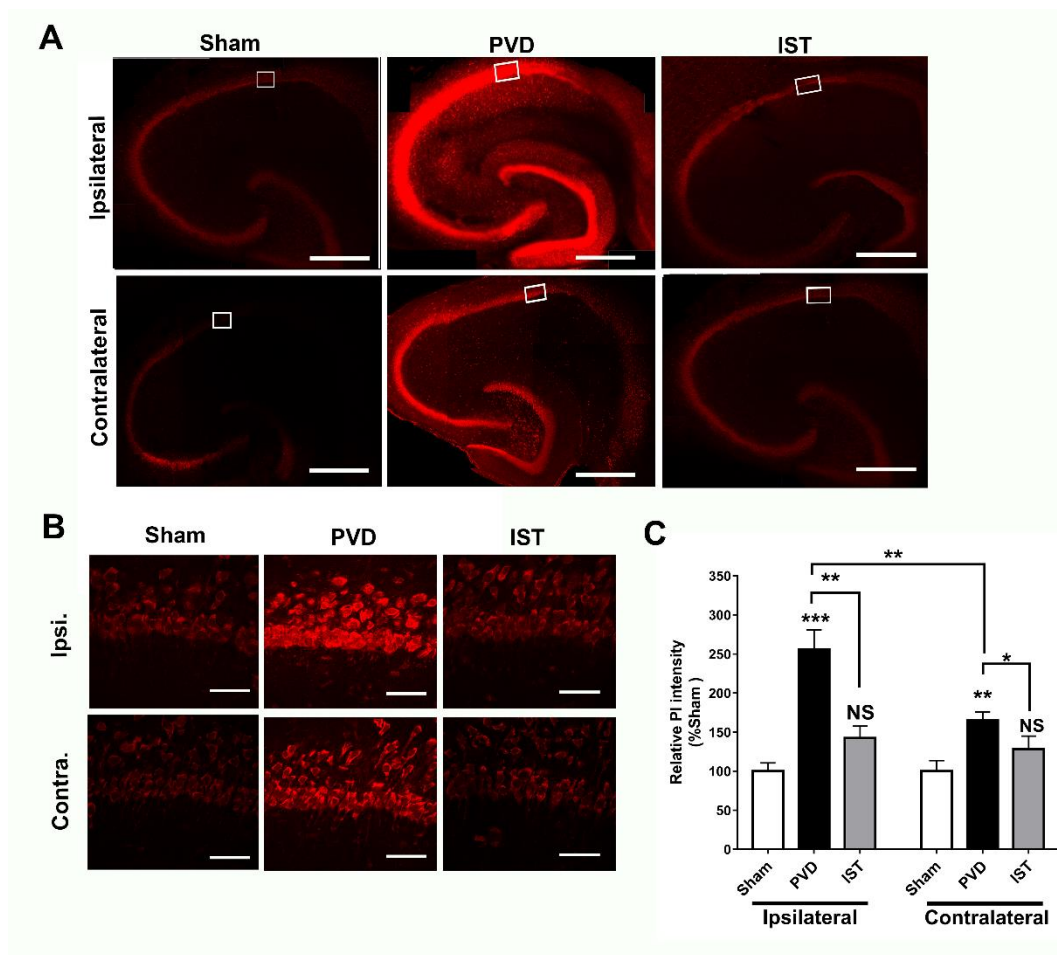 A
Sham
PVD
IST
Ipsilateral
Contralateral
B
Sham
PVD
IST
Ipsi.
Contra.
C
**
**
***
NS
*
**
NS
Relative PI intensity
(%Sham )
350
300
250
200
150
100
50
0
Sham
PVD
IST
Sham
PVD
IST
Ipsilateral
Contralateral